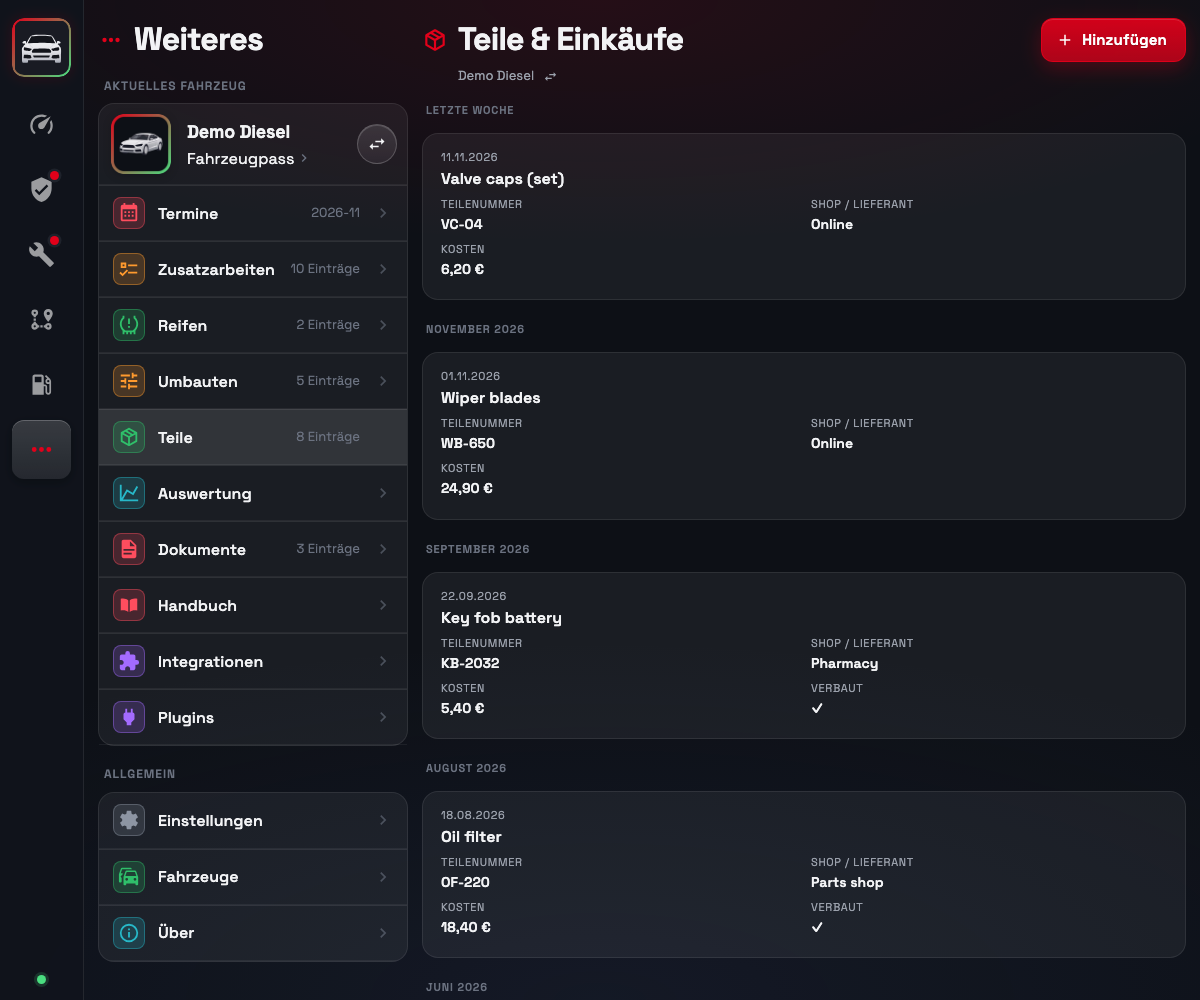 Weiteres
AKTUELLES FAHRZEUG
Demo Diesel
Fahrzeugpass
Termine 2026-11
Zusatzarbeiten 10 Einträge
Reifen 2 Einträge
Umbauten 5 Einträge
Teile 8 Einträge
Auswertung
Dokumente 3 Einträge
Handbuch
Integrationen
Plugins
ALLGEMEIN
Einstellungen
Fahrzeuge
Über
Teile & Einkäufe
Demo Diesel
+ Hinzufügen
LETZTE WOCHE
11.11.2026
Valve caps (set)
TEILENUMMER SHOP / LIEFERANT
VC-04 Online
KOSTEN
6,20 €
NOVEMBER 2026
01.11.2026
Wiper blades
TEILENUMMER SHOP / LIEFERANT
WB-650 Online
KOSTEN
24,90 €
SEPTEMBER 2026
22.09.2026
Key fob battery
TEILENUMMER SHOP / LIEFERANT
KB-2032 Pharmacy
KOSTEN VERBAUT
5,40 € ✓
AUGUST 2026
18.08.2026
Oil filter
TEILENUMMER SHOP / LIEFERANT
OF-220 Parts shop
KOSTEN VERBAUT
18,40 € ✓
JUNI 2026